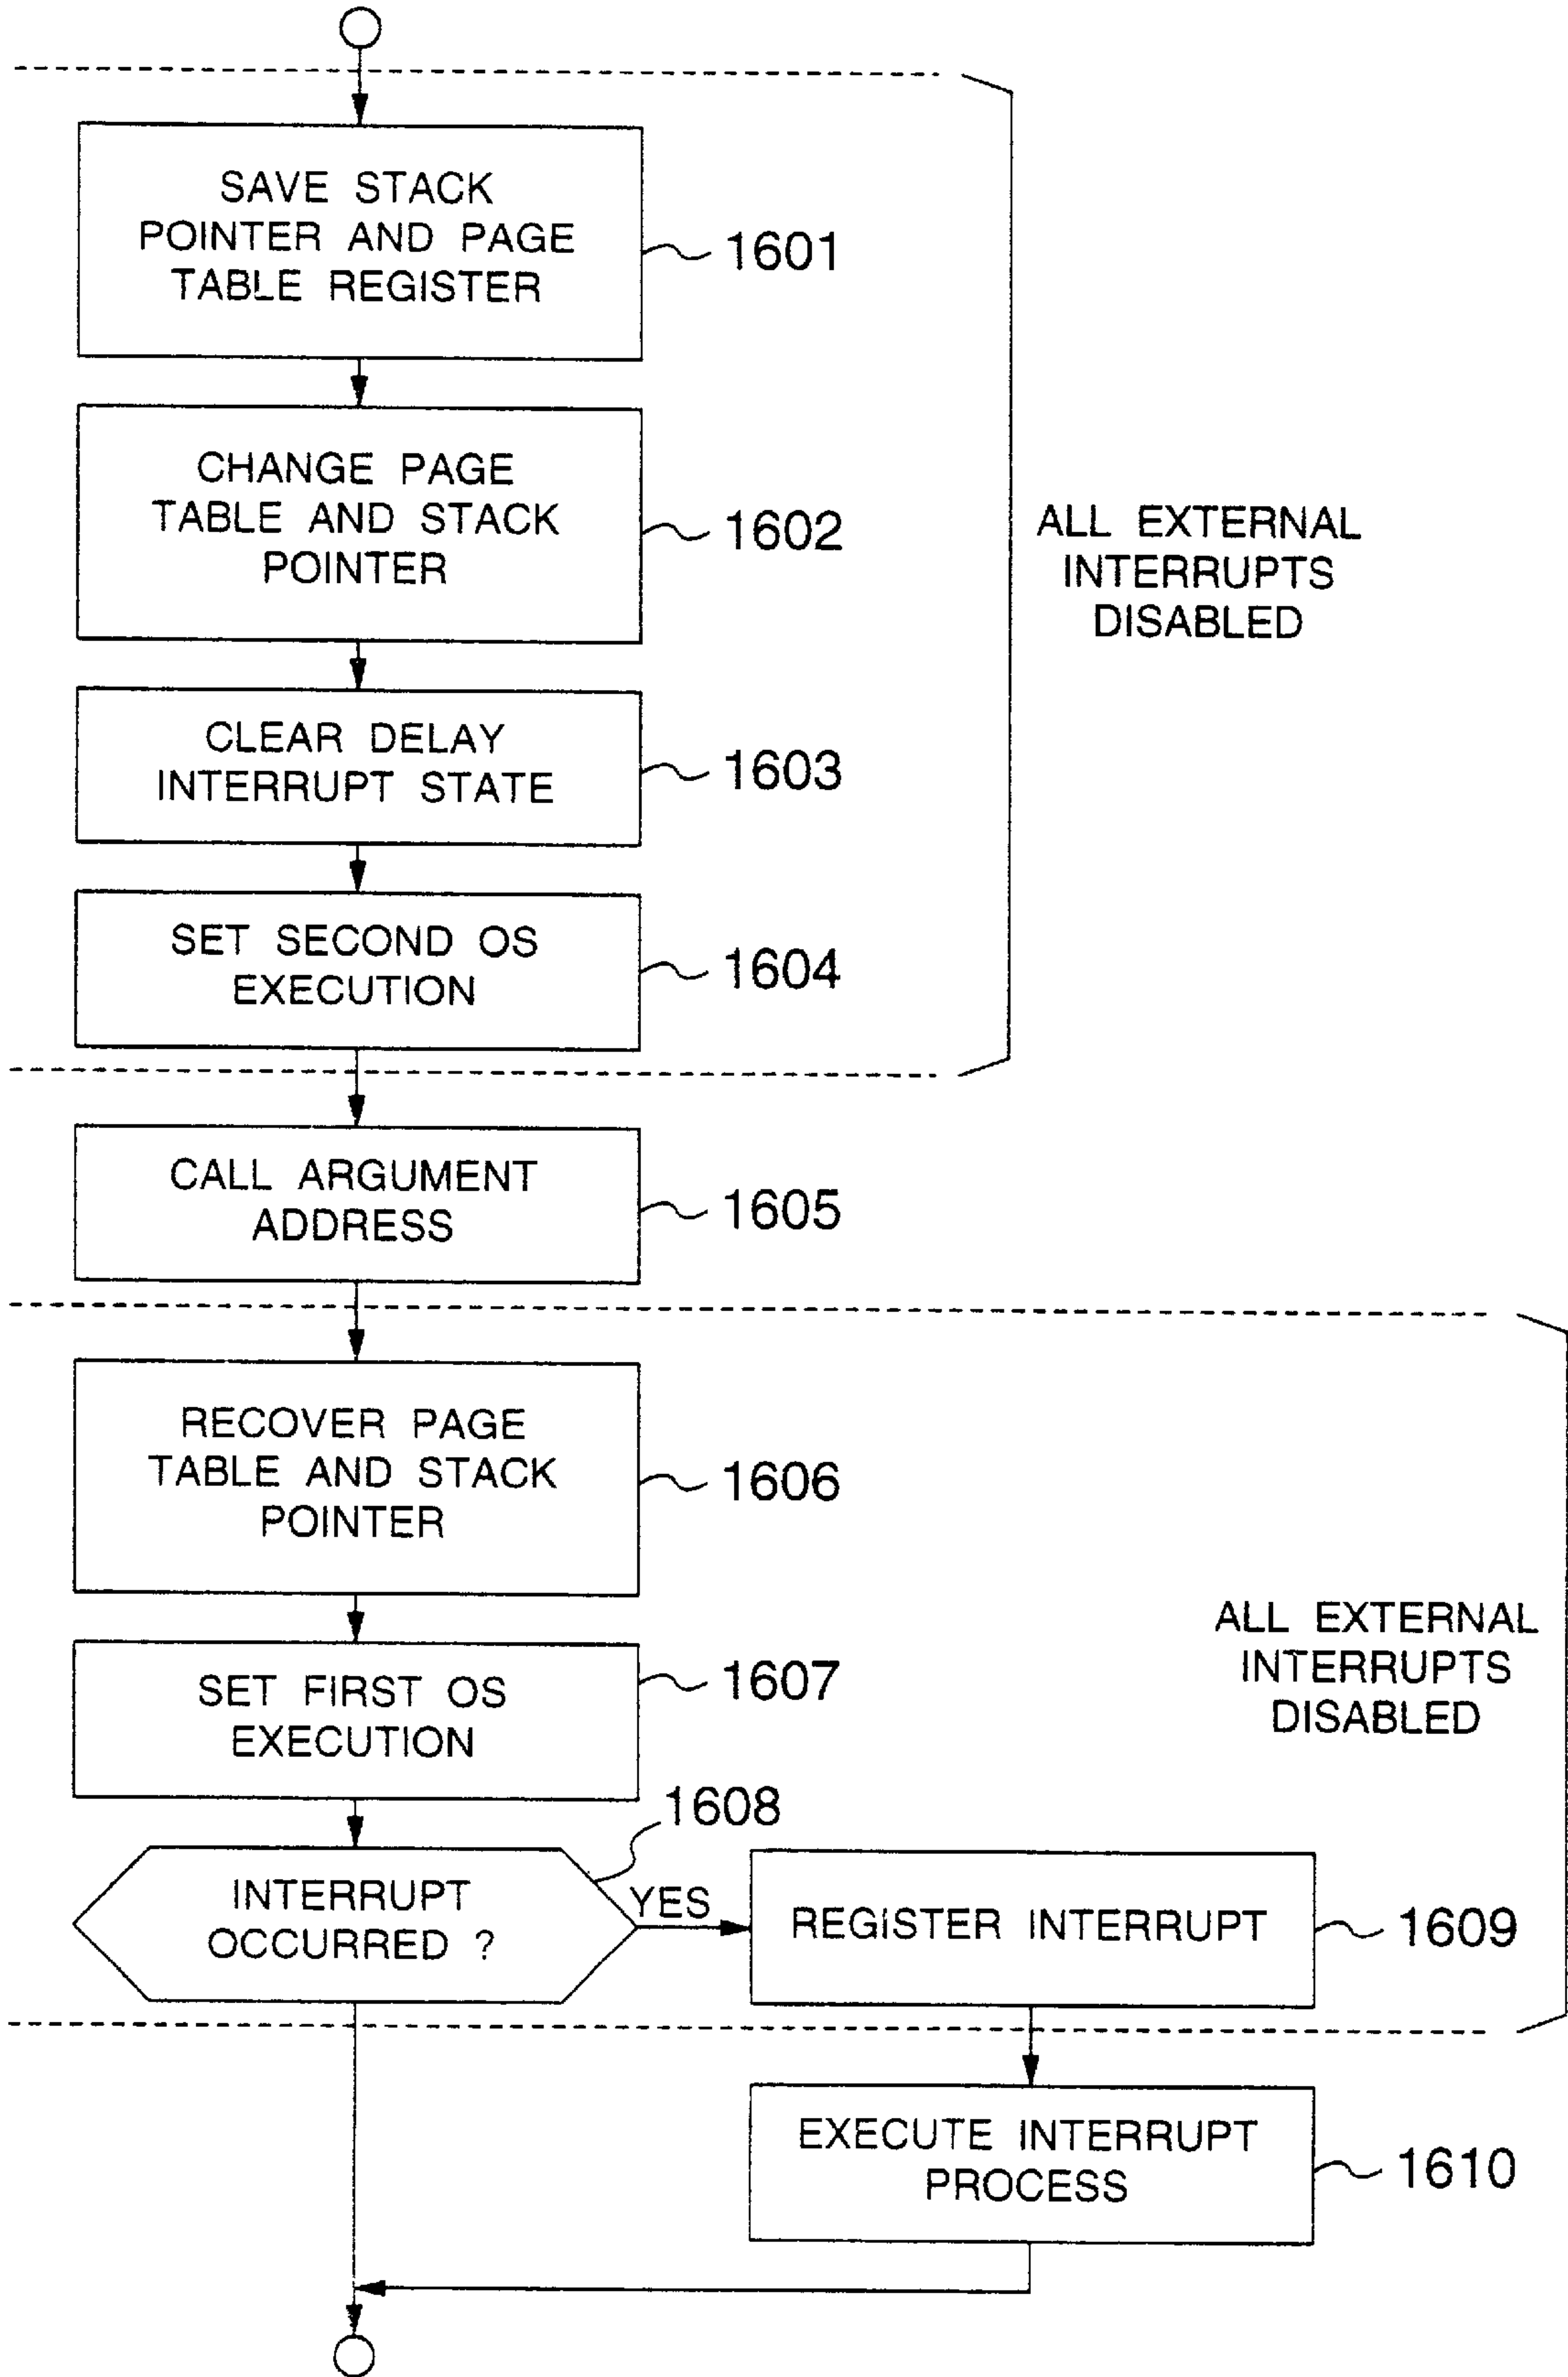 SAVE STACK
POINTER AND PAGE
TABLE REGISTER
1601
CHANGE PAGE
TABLE AND STACK
POINTER
1602
ALL EXTERNAL
INTERRUPTS
DISABLED
CLEAR DELAY
INTERRUPT STATE
1603
SET SECOND OS
EXECUTION
1604
CALL ARGUMENT
ADDRESS
1605
RECOVER PAGE
TABLE AND STACK
POINTER
1606
ALL EXTERNAL
INTERRUPTS
DISABLED
SET FIRST OS
EXECUTION
1607
1608
INTERRUPT
OCCURRED ?
YES
REGISTER INTERRUPT
1609
EXECUTE INTERRUPT
PROCESS
1610